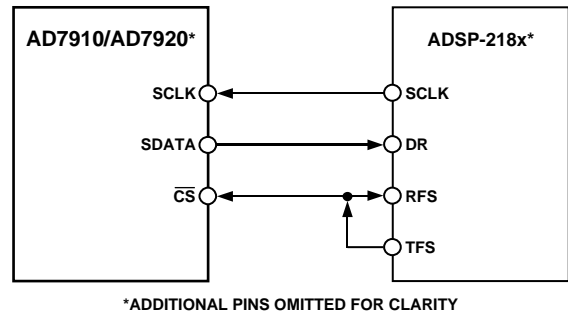 AD7910/AD7920*
ADSP-218x*
SCLK
SCLK
SDATA
DR
CS
RFS
TFS
*ADDITIONAL PINS OMITTED FOR CLARITY